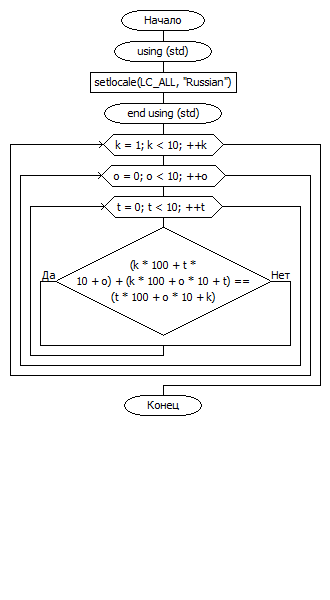 Начало
using (std)
setlocale(LC_ALL, "Russian")
end using (std)
k = 1; k < 10; ++k
o = 0; o < 10; ++o
t = 0; t < 10; ++t
(k * 100 + t *
10 + o) + (k * 100 + o * 10 + t) ==
(t * 100 + o * 10 + k)
Да
Нет
Конец